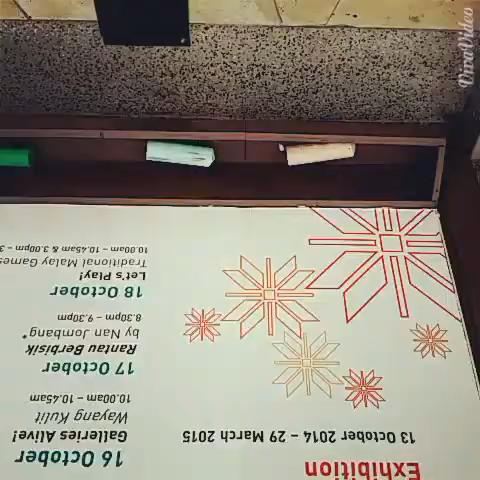 Exhibition
13 October 2014 – 29 March 2015
16 October
Galleries Alive!
Wayang Kulit
10.00am – 10.45am
17 October
Rantau Berbisik
by Nan Jombang*
8.30pm – 9.30pm
18 October
Let's Play!
Traditional Malay Games
10.00am – 10.45am & 3.00pm – 3
VivaVideo